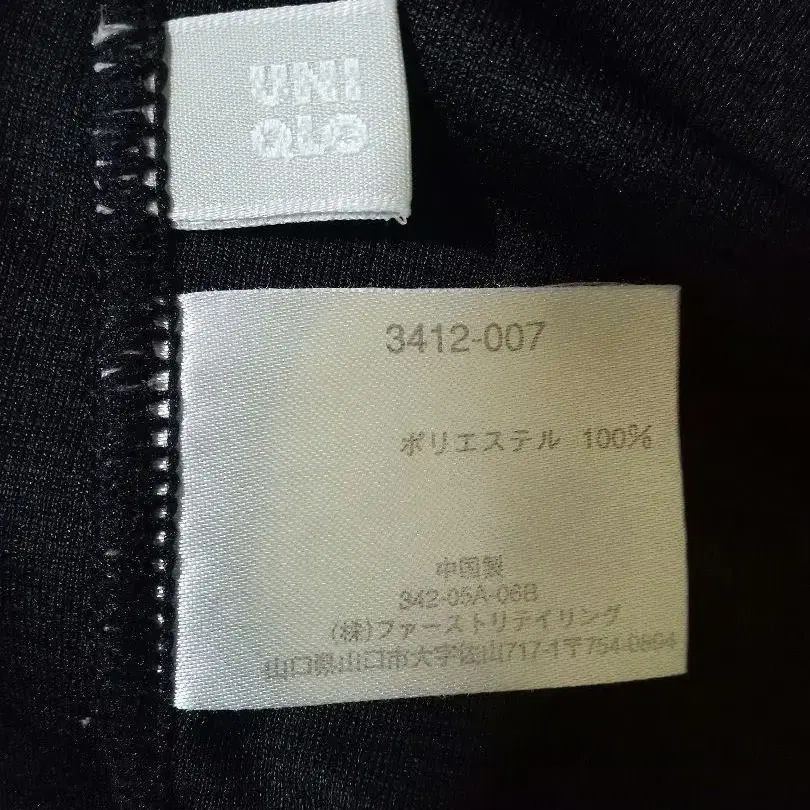 UNI
QLO
3412-007
ポリエステル 100%
中国製
342-05A-06B
(株)ファーストリテイリング
山口県山口市大字佐山717-1〒754-0894